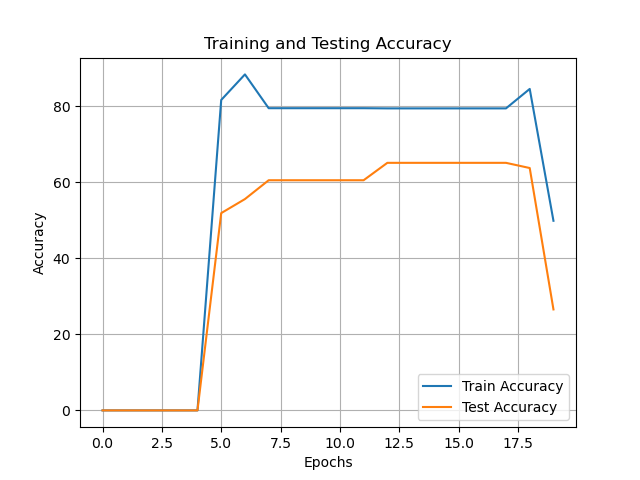 Training and Testing Accuracy
Accuracy
80
60
40
20
0
0.0 2.5 5.0 7.5 10.0 12.5 15.0 17.5
Epochs
Train Accuracy
Test Accuracy